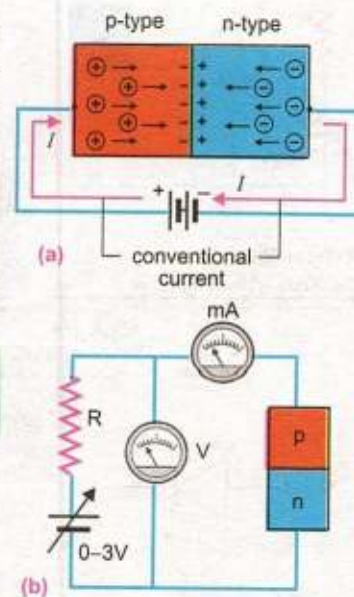 p-type n-type
− +
− +
− +
− +
− +
I
+ −
I
(a)
conventional
current
mA
R
V
p
n
0–3V
(b)